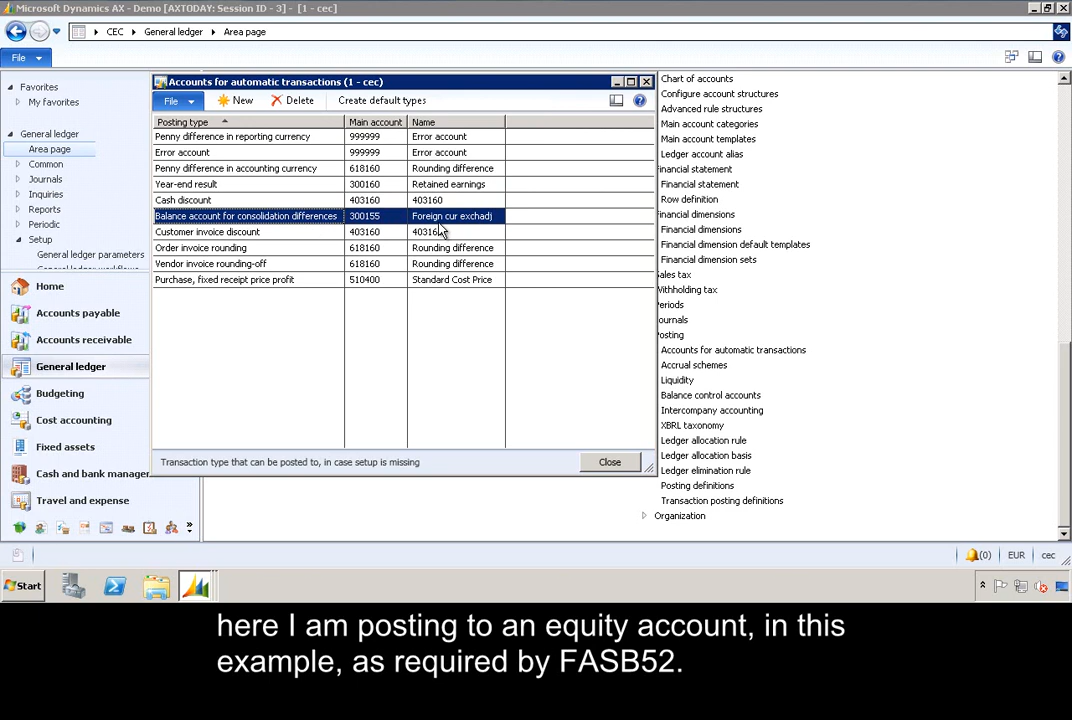 Microsoft Dynamics AX - Demo [AXTODAY: Session ID - 3] - [1 - cec]
CEC
General ledger
Area page
File
Favorites
My favorites
General ledger
Area page
Common
Journals
Inquiries
Reports
Periodic
Setup
General ledger parameters
Home
Accounts payable
Accounts receivable
General ledger
Budgeting
Cost accounting
Fixed assets
Cash and bank manager
Travel and expense
Accounts for automatic transactions (1 - cec)
File
New
Delete
Create default types
Posting type Main account Name
Penny difference in reporting currency 999999 Error account
Error account 999999 Error account
Penny difference in accounting currency 618160 Rounding difference
Year-end result 300160 Retained earnings
Cash discount 403160 403160
Balance account for consolidation differences 300155 Foreign cur exchadj
Customer invoice discount 403160 403160
Order invoice rounding 618160 Rounding difference
Vendor invoice rounding-off 618160 Rounding difference
Purchase, fixed receipt price profit 510400 Standard Cost Price
Transaction type that can be posted to, in case setup is missing
Close
Chart of accounts
Configure account structures
Advanced rule structures
Main account categories
Main account templates
Ledger account alias
inancial statement
Financial statement
Row definition
inancial dimensions
Financial dimensions
Financial dimension default templates
Financial dimension sets
ales tax
ithholding tax
eriods
ournals
osting
Accounts for automatic transactions
Accrual schemes
Liquidity
Balance control accounts
Intercompany accounting
XBRL taxonomy
Ledger allocation rule
Ledger allocation basis
Ledger elimination rule
Posting definitions
Transaction posting definitions
Organization
(0)
EUR
cec
Start
here I am posting to an equity account, in this
example, as required by FASB52.